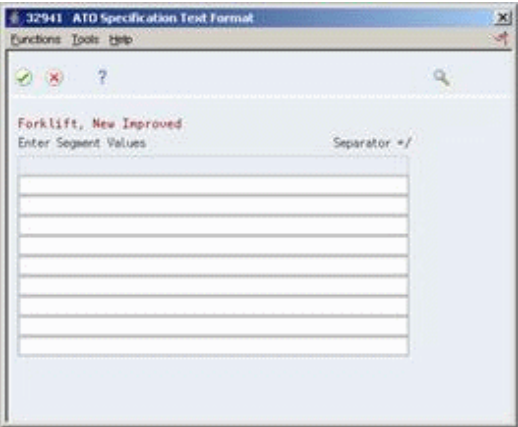 32941 ATO Specification Text Format
Functions Tools Help
?
Forklift, New Improved
Enter Segment Values Separator */